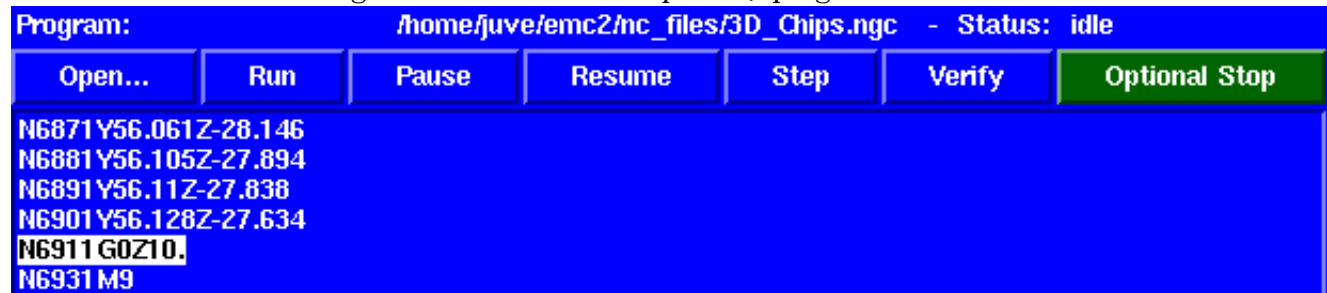 Program: /home/juve/emc2/nc_files/3D_Chips.ngc - Status: idle
Open... Run Pause Resume Step Verify Optional Stop
N6871Y56.061Z-28.146
N6881Y56.105Z-27.894
N6891Y56.11Z-27.838
N6901Y56.128Z-27.634
N6911G0Z10.
N6931M9